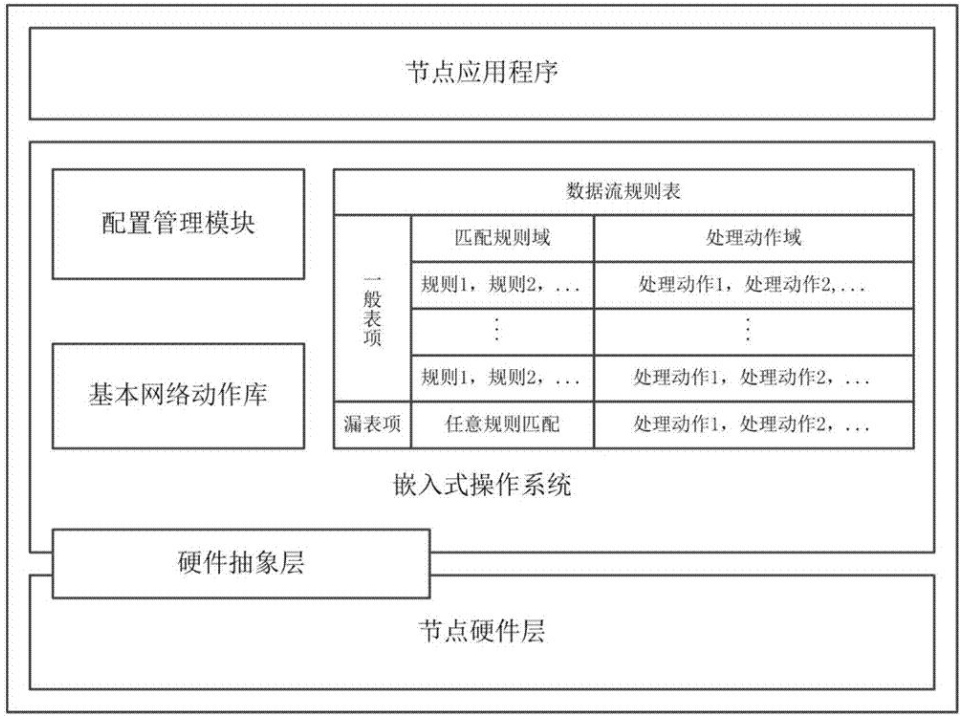 节点应用程序
配置管理模块
基本网络动作库
数据流规则表
匹配规则域 处理动作域
一般表项
规则1，规则2，... 处理动作1，处理动作2,...
⋮ ⋮
规则1，规则2，... 处理动作1，处理动作2，...
漏表项 任意规则匹配 处理动作1，处理动作2，...
嵌入式操作系统
硬件抽象层
节点硬件层